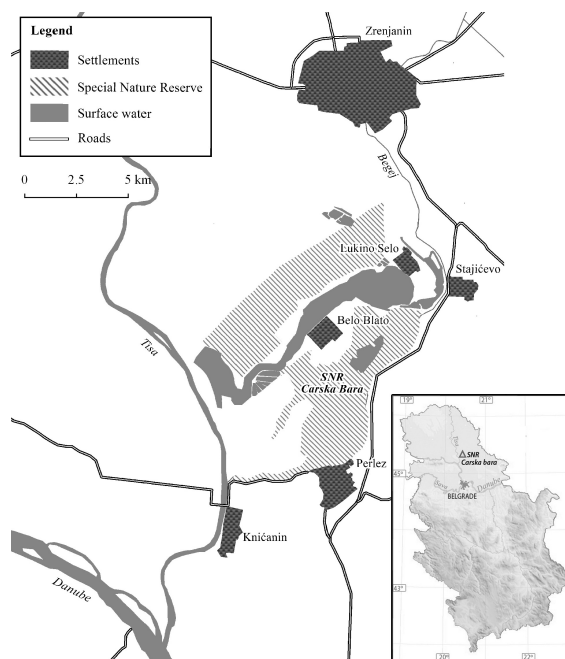 Legend
Settlements
Special Nature Reserve
Surface water
Roads
0 2.5 5 km
Zrenjanin
Begej
Lukino Selo
Stajićevo
Belo Blato
Tisa
SNR
Carska Bara
Perlez
Knićanin
Danube
19° 21°
Tisa
SNR
Carska bara
45° 45°
Sava Danube
BELGRADE
43° 43°
20° 22°